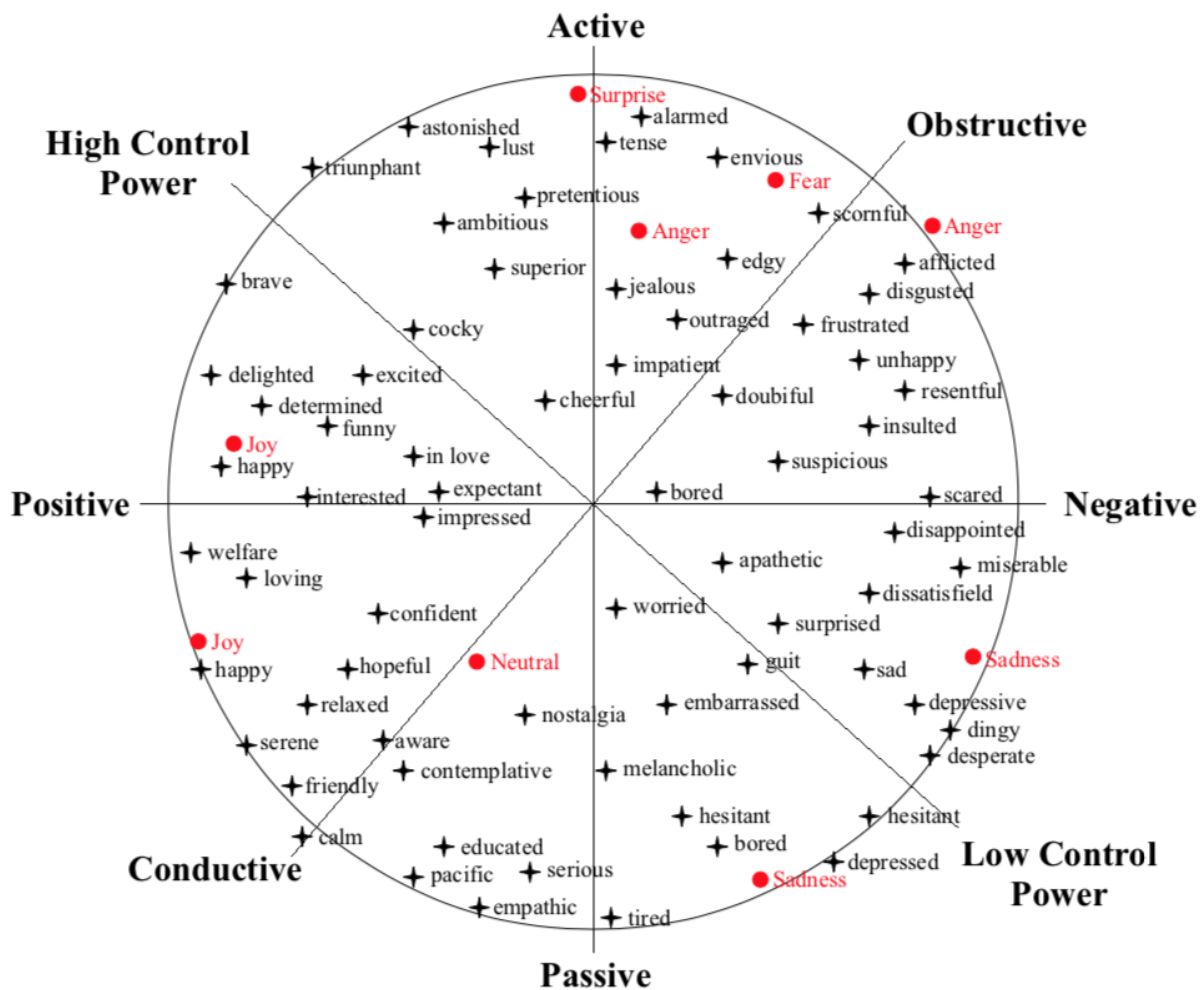 Active
Surprise
alarmed
astonished
Obstructive
High Control
Power
lust
tense
envious
triunphant
Fear
pretentious
scornful
ambitious
Anger
Anger
edgy
afflicted
superior
brave
jealous
disgusted
outraged
frustrated
cocky
impatient
unhappy
delighted
excited
resentful
determined
cheerful
doubiful
funny
insulted
Joy
in love
suspicious
happy
expectant
bored
interested
scared
Positive
Negative
impressed
disappointed
welfare
apathetic
miserable
loving
dissatisfield
confident
worried
surprised
Joy
Neutral
guit
Sadness
happy
hopeful
sad
relaxed
embarrassed
depressive
nostalgia
dingy
serene
aware
desperate
contemplative
melancholic
friendly
hesitant
hesitant
calm
educated
bored
Low Control
Power
Conductive
pacific
serious
depressed
Sadness
empathic
tired
Passive